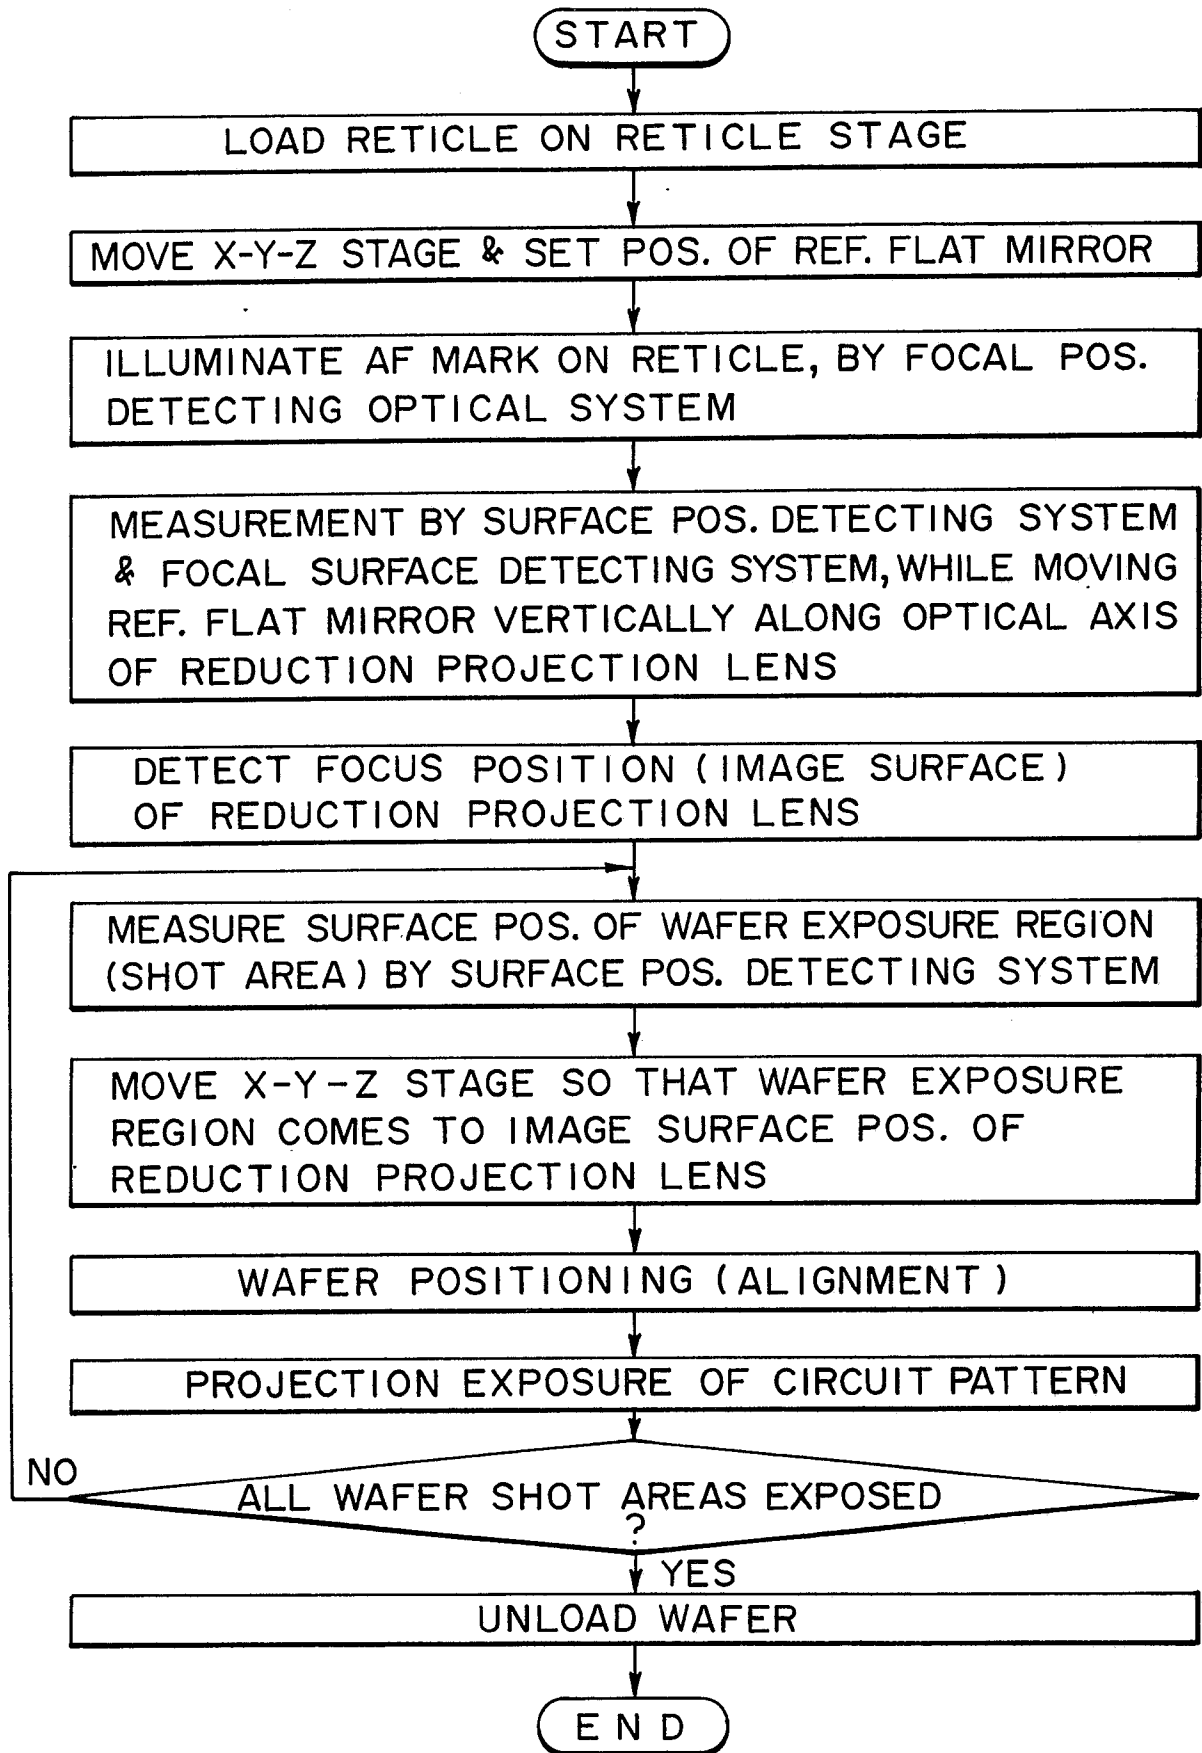 START
LOAD RETICLE ON RETICLE STAGE
MOVE X-Y-Z STAGE & SET POS. OF REF. FLAT MIRROR
ILLUMINATE AF MARK ON RETICLE, BY FOCAL POS.
DETECTING OPTICAL SYSTEM
MEASUREMENT BY SURFACE POS. DETECTING SYSTEM
& FOCAL SURFACE DETECTING SYSTEM, WHILE MOVING
REF. FLAT MIRROR VERTICALLY ALONG OPTICAL AXIS
OF REDUCTION PROJECTION LENS
DETECT FOCUS POSITION (IMAGE SURFACE)
OF REDUCTION PROJECTION LENS
MEASURE SURFACE POS. OF WAFER EXPOSURE REGION
(SHOT AREA) BY SURFACE POS. DETECTING SYSTEM
MOVE X-Y-Z STAGE SO THAT WAFER EXPOSURE
REGION COMES TO IMAGE SURFACE POS. OF
REDUCTION PROJECTION LENS
WAFER POSITIONING (ALIGNMENT)
PROJECTION EXPOSURE OF CIRCUIT PATTERN
NO
ALL WAFER SHOT AREAS EXPOSED
?
YES
UNLOAD WAFER
END